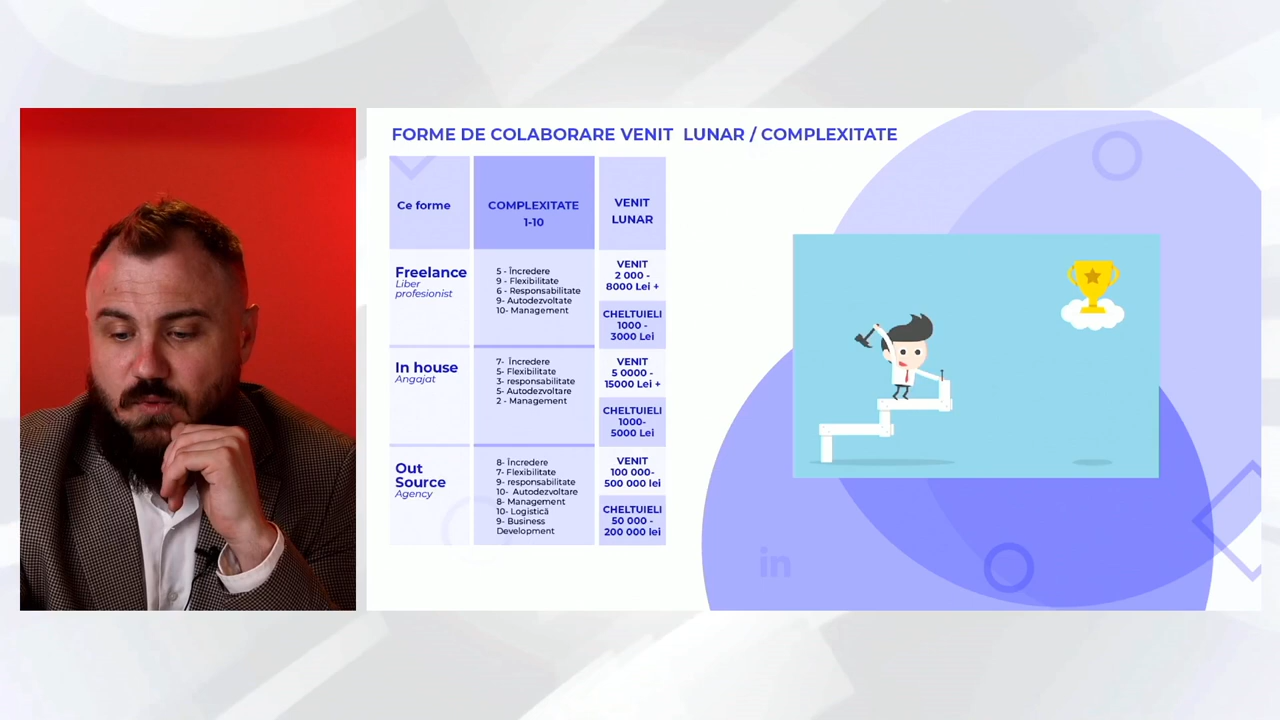 FORME DE COLABORARE VENIT LUNAR / COMPLEXITATE
Ce forme
COMPLEXITATE
1-10
VENIT
LUNAR
Freelance
Liber
profesionist
5 - Încredere
9 - Flexibilitate
6 - Responsabilitate
9- Autodezvoltate
10- Management
VENIT
2 000 -
8000 Lei +
CHELTUIELI
1000 -
3000 Lei
In house
Angajat
7- Încredere
5- Flexibilitate
3- responsabilitate
5- Autodezvoltare
2 - Management
VENIT
5 0000 -
15000 Lei +
CHELTUIELI
1000-
5000 Lei
Out
Source
Agency
8- Încredere
7- Flexibilitate
9- responsabilitate
10- Autodezvoltare
8- Management
10- Logistică
9- Business
Development
VENIT
100 000-
500 000 lei
CHELTUIELI
50 000 -
200 000 lei
in